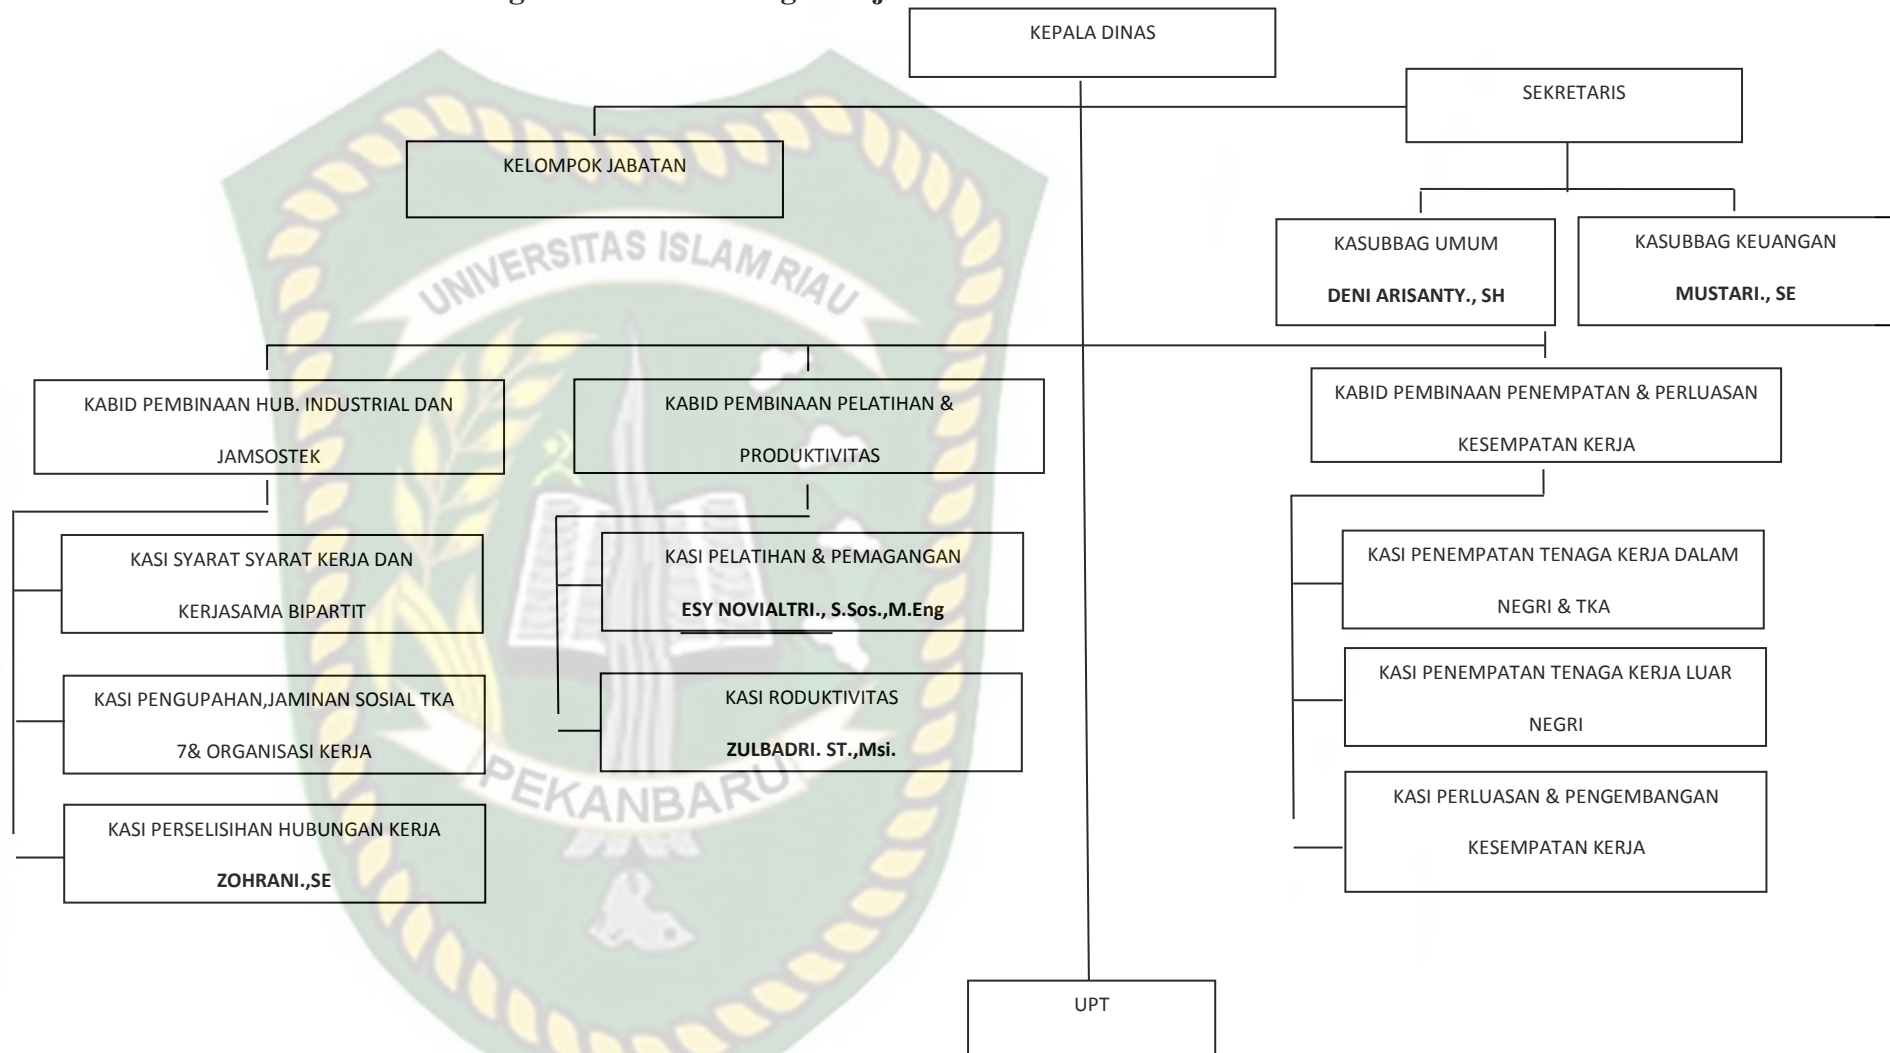 KEPALA DINAS
SEKRETARIS
KELOMPOK JABATAN
KASUBBAG UMUM
DENI ARISANTY., SH
KASUBBAG KEUANGAN
MUSTARI., SE
UNIVERSITAS ISLAM RIAU
KABID PEMBINAAN HUB. INDUSTRIAL DAN
JAMSOSTEK
KABID PEMBINAAN PELATIHAN &
PRODUKTIVITAS
KABID PEMBINAAN PENEMPATAN & PERLUASAN
KESEMPATAN KERJA
KASI SYARAT SYARAT KERJA DAN
KERJASAMA BIPARTIT
KASI PELATIHAN & PEMAGANGAN
ESY NOVIALTRI., S.Sos.,M.Eng
KASI PENEMPATAN TENAGA KERJA DALAM
NEGRI & TKA
KASI PENGUPAHAN,JAMINAN SOSIAL TKA
7& ORGANISASI KERJA
KASI RODUKTIVITAS
ZULBADRI. ST.,Msi.
KASI PENEMPATAN TENAGA KERJA LUAR
NEGRI
PEKANBARU
KASI PERSELISIHAN HUBUNGAN KERJA
ZOHRANI.,SE
KASI PERLUASAN & PENGEMBANGAN
KESEMPATAN KERJA
UPT